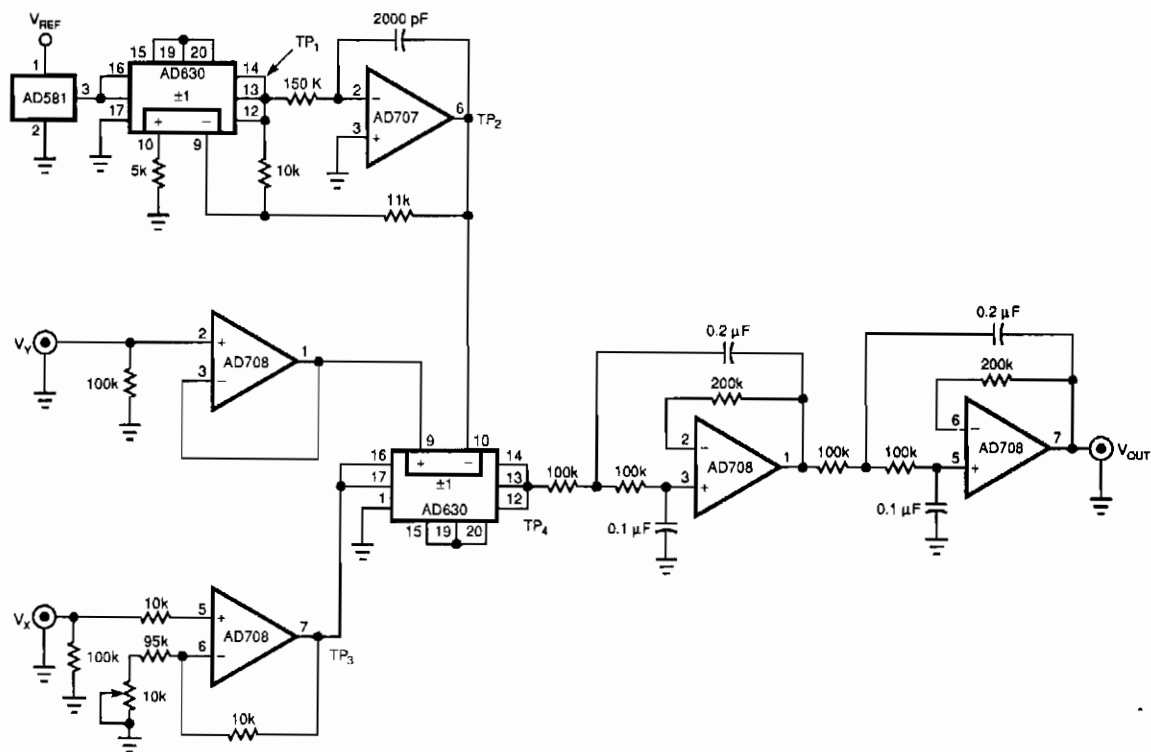 V_REF
1
AD581
3
2
16
17
15
19
20
AD630
±1
+
−
10
9
14
13
12
TP₁
5k
10k
150 K
2000 pF
2
−
3
+
AD707
6
TP₂
11k
V_Y
100k
2
+
3
−
AD708
1
9
10
+
−
16
17
1
±1
AD630
15
19
20
14
13
12
TP₄
100k
100k
0.1 µF
0.2 µF
200k
2
−
3
+
AD708
1
100k
100k
0.1 µF
0.2 µF
200k
6
−
5
+
AD708
7
V_OUT
V_X
100k
10k
95k
10k
5
+
6
−
AD708
7
TP₃
10k